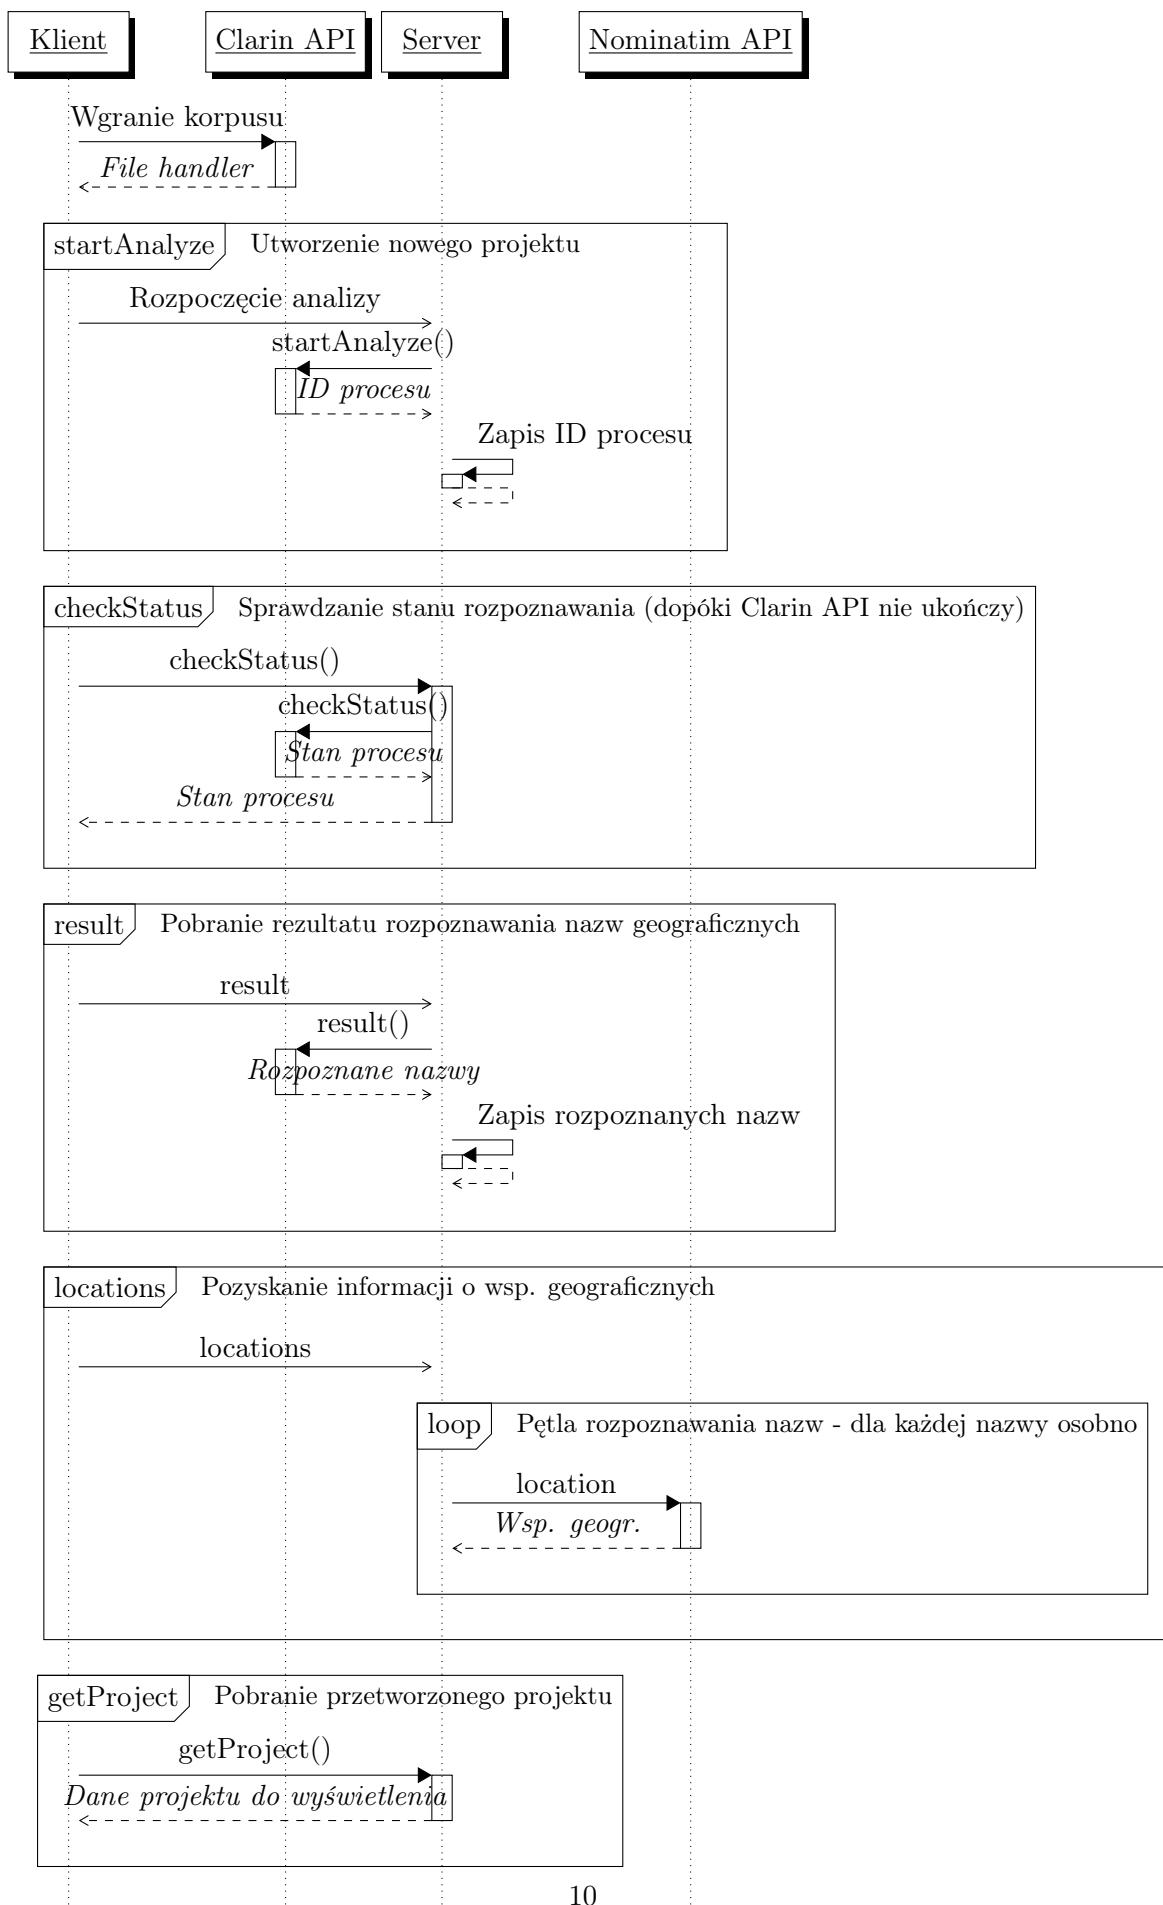 Klient
Clarin API
Server
Nominatim API
Wgranie korpusu
File handler
startAnalyze
Utworzenie nowego projektu
Rozpoczęcie analizy
startAnalyze()
ID procesu
Zapis ID procesu
checkStatus
Sprawdzanie stanu rozpoznawania (dopóki Clarin API nie ukończy)
checkStatus()
checkStatus()
Stan procesu
Stan procesu
result
Pobranie rezultatu rozpoznawania nazw geograficznych
result
result()
Rozpoznane nazwy
Zapis rozpoznanych nazw
locations
Pozyskanie informacji o wsp. geograficznych
locations
loop
Pętla rozpoznawania nazw - dla każdej nazwy osobno
location
Wsp. geogr.
getProject
Pobranie przetworzonego projektu
getProject()
Dane projektu do wyświetlenia
10